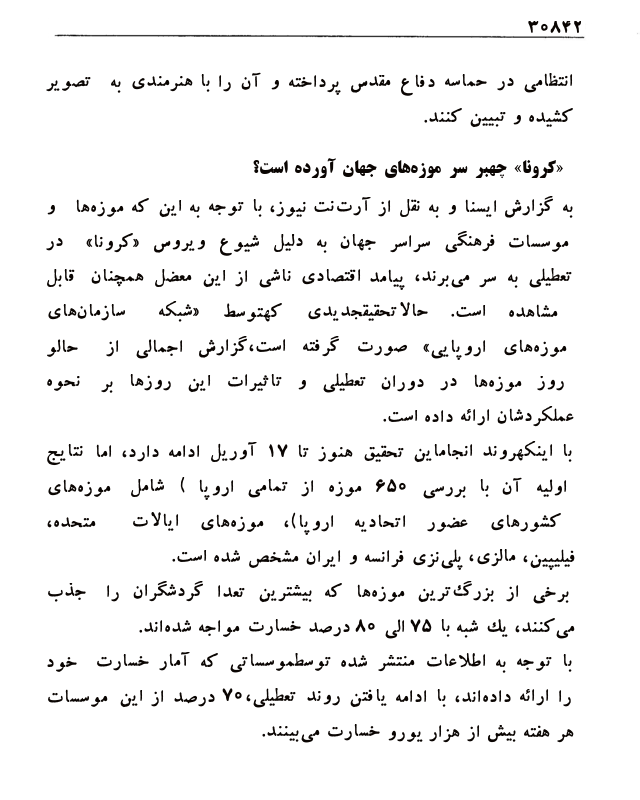 ۳۰۸۴۲
انتظامی در حماسه دفاع مقدس پرداخته و آن را با هنرمندی به تصویر
کشیده و تبیین کنند.
«کرونا» چهبر سر موزه‌های جهان آورده است؟
به گزارش ایسنا و به نقل از آرت‌نت نیوز، با توجه به این که موزه‌ها و
موسسات فرهنگی سراسر جهان به دلیل شیوع ویروس «کرونا» در
تعطیلی به سر می‌برند، پیامد اقتصادی ناشی از این معضل همچنان قابل
مشاهده است. حالاتحقیقجدیدی کهتوسط «شبکه سازمان‌های
موزه‌های اروپایی» صورت گرفته است،گزارش اجمالی از حالو
روز موزه‌ها در دوران تعطیلی و تاثیرات این روزها بر نحوه
عملکردشان ارائه داده است.
با اینکهروند انجاماین تحقیق هنوز تا ۱۷ آوریل ادامه دارد، اما نتایج
اولیه آن با بررسی ۶۵۰ موزه از تمامی اروپا ) شامل موزه‌های
کشورهای عضور اتحادیه اروپا)، موزه‌های ایالات متحده،
فیلیپین، مالزی، پلی‌نزی فرانسه و ایران مشخص شده است.
برخی از بزرگ‌ترین موزه‌ها که بیشترین تعدا گردشگران را جذب
می‌کنند، یك شبه با ۷۵ الی ۸۰ درصد خسارت مواجه شده‌اند.
با توجه به اطلاعات منتشر شده توسطموسساتی که آمار خسارت خود
را ارائه داده‌اند، با ادامه یافتن روند تعطیلی،۷۰ درصد از این موسسات
هر هفته بیش از هزار یورو خسارت می‌بینند.